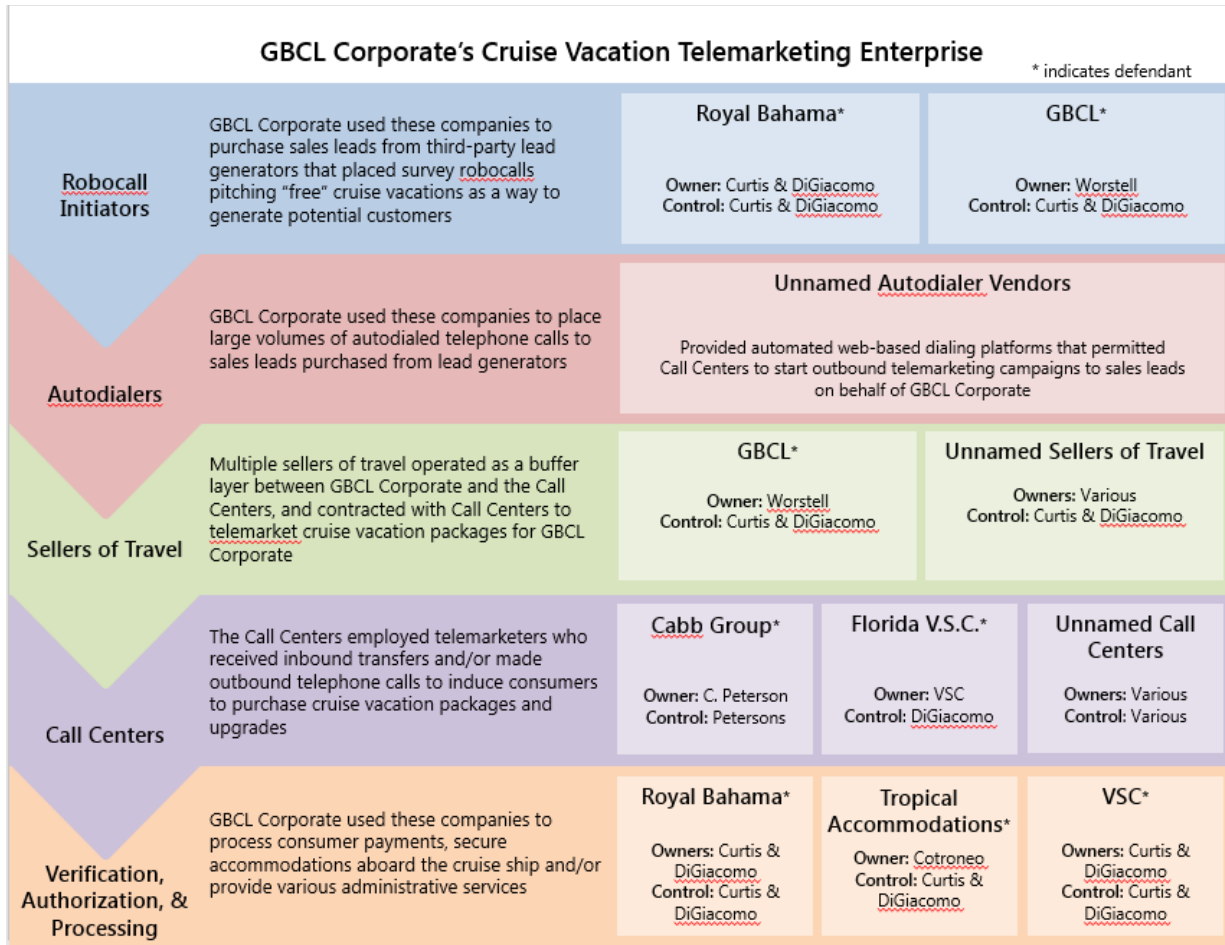 GBCL Corporate's Cruise Vacation Telemarketing Enterprise
* indicates defendant
Robocall
Initiators
GBCL Corporate used these companies to
purchase sales leads from third-party lead
generators that placed survey robocalls
pitching “free” cruise vacations as a way to
generate potential customers
Royal Bahama*
Owner: Curtis & DiGiacomo
Control: Curtis & DiGiacomo
GBCL*
Owner: Worstell
Control: Curtis & DiGiacomo
Autodialers
GBCL Corporate used these companies to place
large volumes of autodialed telephone calls to
sales leads purchased from lead generators
Unnamed Autodialer Vendors
Provided automated web-based dialing platforms that permitted
Call Centers to start outbound telemarketing campaigns to sales leads
on behalf of GBCL Corporate
Sellers of Travel
Multiple sellers of travel operated as a buffer
layer between GBCL Corporate and the Call
Centers, and contracted with Call Centers to
telemarket cruise vacation packages for GBCL
Corporate
GBCL*
Owner: Worstell
Control: Curtis & DiGiacomo
Unnamed Sellers of Travel
Owners: Various
Control: Curtis & DiGiacomo
Call Centers
The Call Centers employed telemarketers who
received inbound transfers and/or made
outbound telephone calls to induce consumers
to purchase cruise vacation packages and
upgrades
Cabb Group*
Owner: C. Peterson
Control: Petersons
Florida V.S.C.*
Owner: VSC
Control: DiGiacomo
Unnamed Call
Centers
Owners: Various
Control: Various
Verification,
Authorization, &
Processing
GBCL Corporate used these companies to
process consumer payments, secure
accommodations aboard the cruise ship and/or
provide various administrative services
Royal Bahama*
Owners: Curtis &
DiGiacomo
Control: Curtis &
DiGiacomo
Tropical
Accommodations*
Owner: Cotroneo
Control: Curtis &
DiGiacomo
VSC*
Owners: Curtis &
DiGiacomo
Control: Curtis &
DiGiacomo